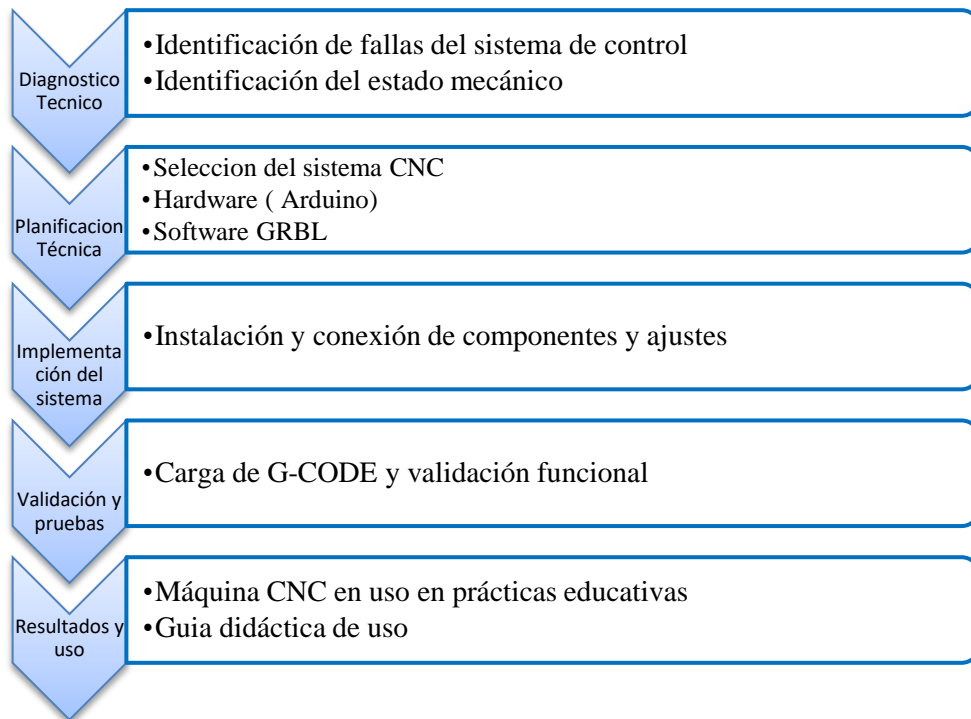 Diagnostico
Tecnico
•Identificación de fallas del sistema de control
•Identificación del estado mecánico
Planificacion
Técnica
•Seleccion del sistema CNC
•Hardware ( Arduino)
•Software GRBL
Implementa
ción del
sistema
•Instalación y conexión de componentes y ajustes
Validación y
pruebas
•Carga de G-CODE y validación funcional
Resultados y
uso
•Máquina CNC en uso en prácticas educativas
•Guia didáctica de uso